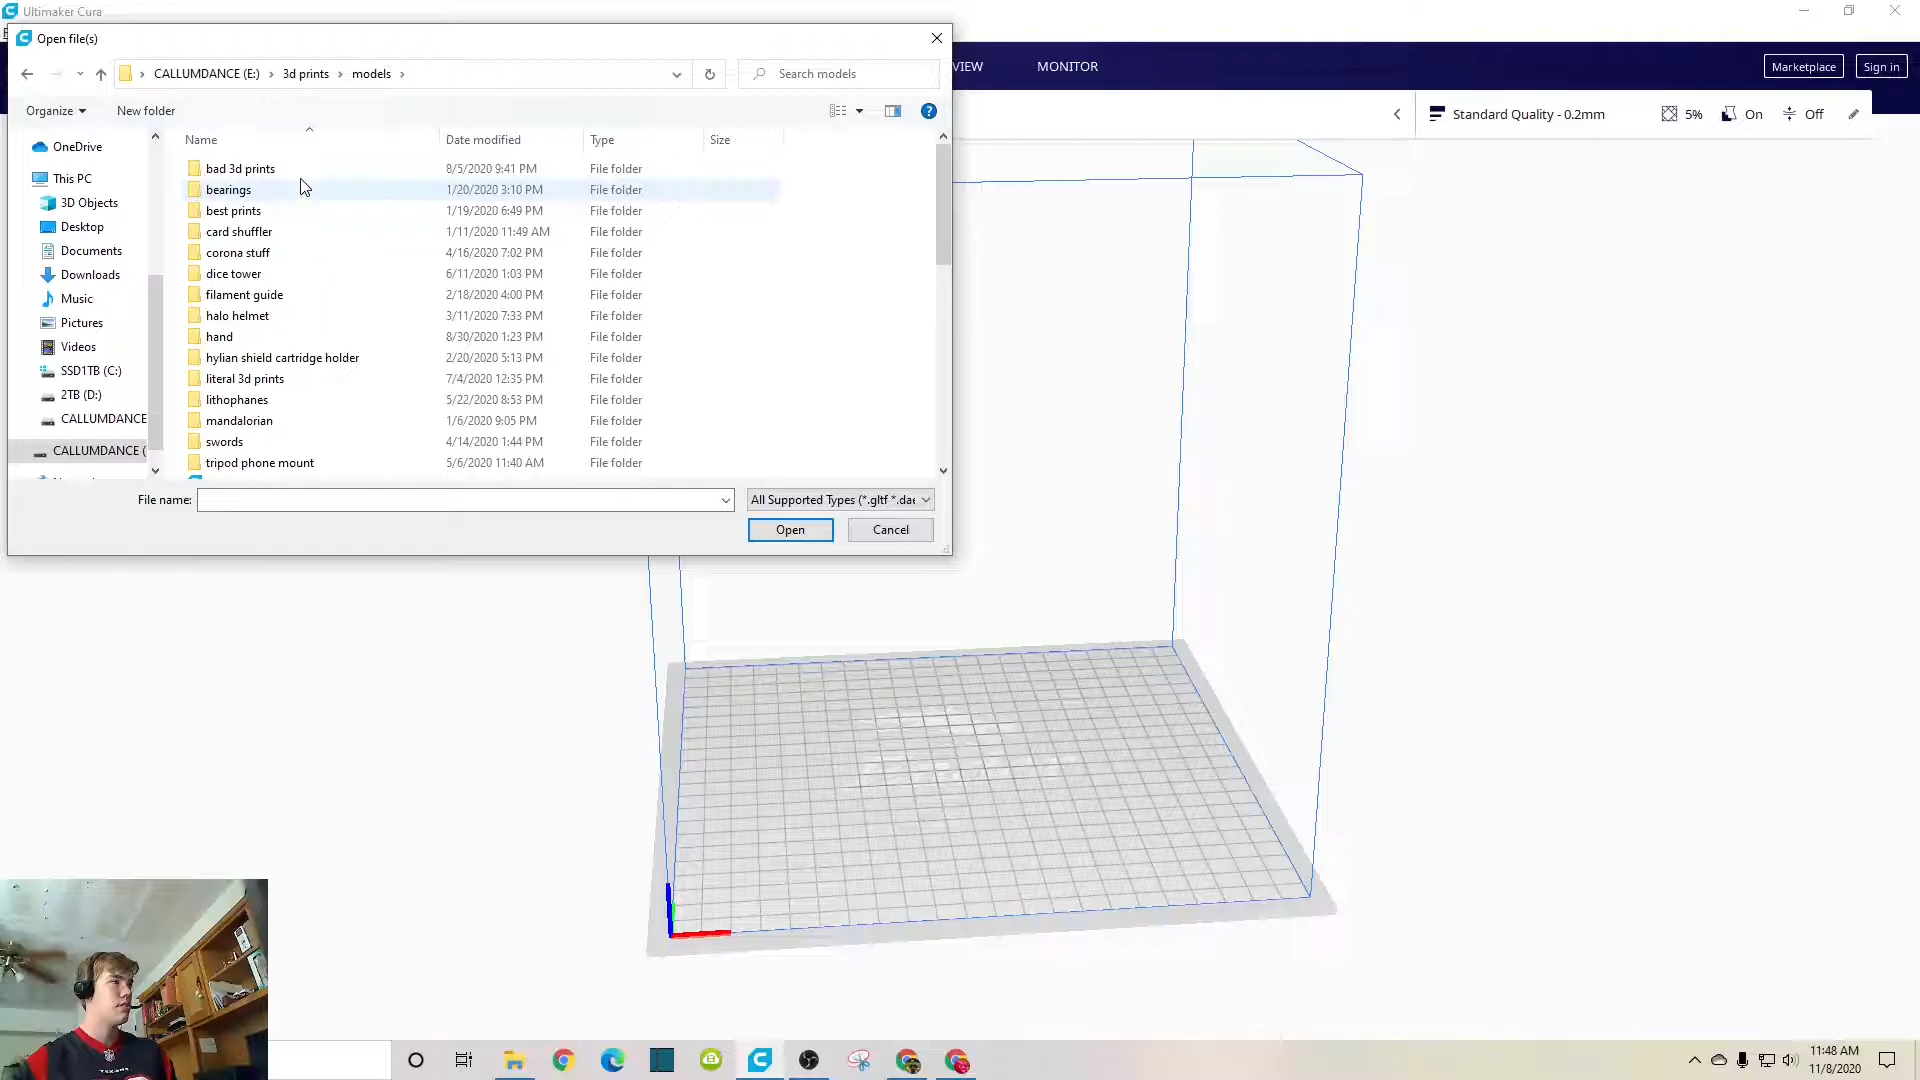 Ultimaker Cura
Open file(s)
CALLUMDANCE (E:) › 3d prints › models ›
Search models
VIEW
MONITOR
Marketplace
Sign in
Organize
New folder
Standard Quality - 0.2mm
5%
On
Off
Name
Date modified
Type
Size
OneDrive
This PC
3D Objects
Desktop
Documents
Downloads
Music
Pictures
Videos
SSD1TB (C:)
2TB (D:)
CALLUMDANCE
CALLUMDANCE (
bad 3d prints 8/5/2020 9:41 PM File folder
bearings 1/20/2020 3:10 PM File folder
best prints 1/19/2020 6:49 PM File folder
card shuffler 1/11/2020 11:49 AM File folder
corona stuff 4/16/2020 7:02 PM File folder
dice tower 6/11/2020 1:03 PM File folder
filament guide 2/18/2020 4:00 PM File folder
halo helmet 3/11/2020 7:33 PM File folder
hand 8/30/2020 1:23 PM File folder
hylian shield cartridge holder 2/20/2020 5:13 PM File folder
literal 3d prints 7/4/2020 12:35 PM File folder
lithophanes 5/22/2020 8:53 PM File folder
mandalorian 1/6/2020 9:05 PM File folder
swords 4/14/2020 1:44 PM File folder
tripod phone mount 5/6/2020 11:40 AM File folder
File name:
All Supported Types (*.gltf *.dae
Open
Cancel
TEXANS
11:48 AM
11/8/2020